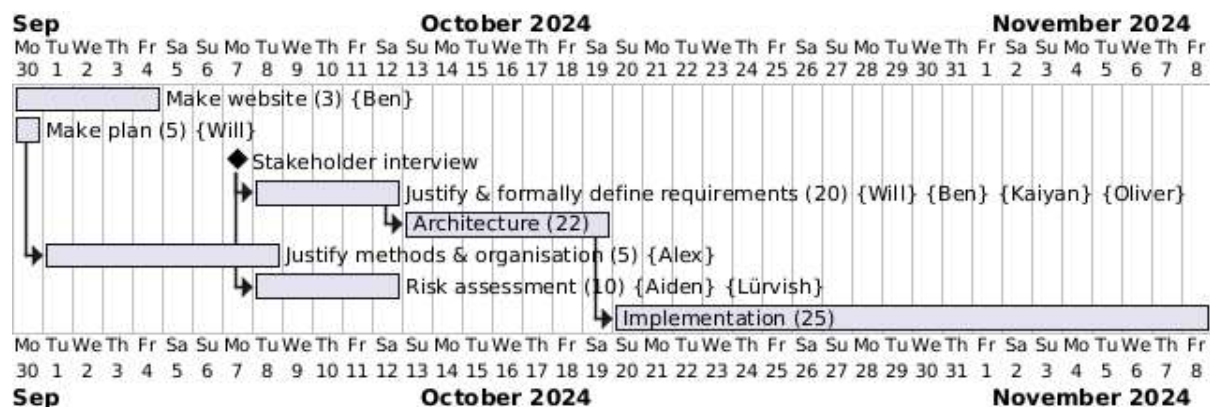 Sep October 2024 November 2024
Mo Tu We Th Fr Sa Su Mo Tu We Th Fr Sa Su Mo Tu We Th Fr Sa Su Mo Tu We Th Fr Sa Su Mo Tu We Th Fr Sa Su Mo Tu We Th Fr
30 1 2 3 4 5 6 7 8 9 10 11 12 13 14 15 16 17 18 19 20 21 22 23 24 25 26 27 28 29 30 31 1 2 3 4 5 6 7 8
Make website (3) {Ben}
Make plan (5) {Will}
Stakeholder interview
Justify & formally define requirements (20) {Will} {Ben} {Kaiyan} {Oliver}
Architecture (22)
Justify methods & organisation (5) {Alex}
Risk assessment (10) {Aiden} {Lürvish}
Implementation (25)
Mo Tu We Th Fr Sa Su Mo Tu We Th Fr Sa Su Mo Tu We Th Fr Sa Su Mo Tu We Th Fr Sa Su Mo Tu We Th Fr Sa Su Mo Tu We Th Fr
30 1 2 3 4 5 6 7 8 9 10 11 12 13 14 15 16 17 18 19 20 21 22 23 24 25 26 27 28 29 30 31 1 2 3 4 5 6 7 8
Sep October 2024 November 2024